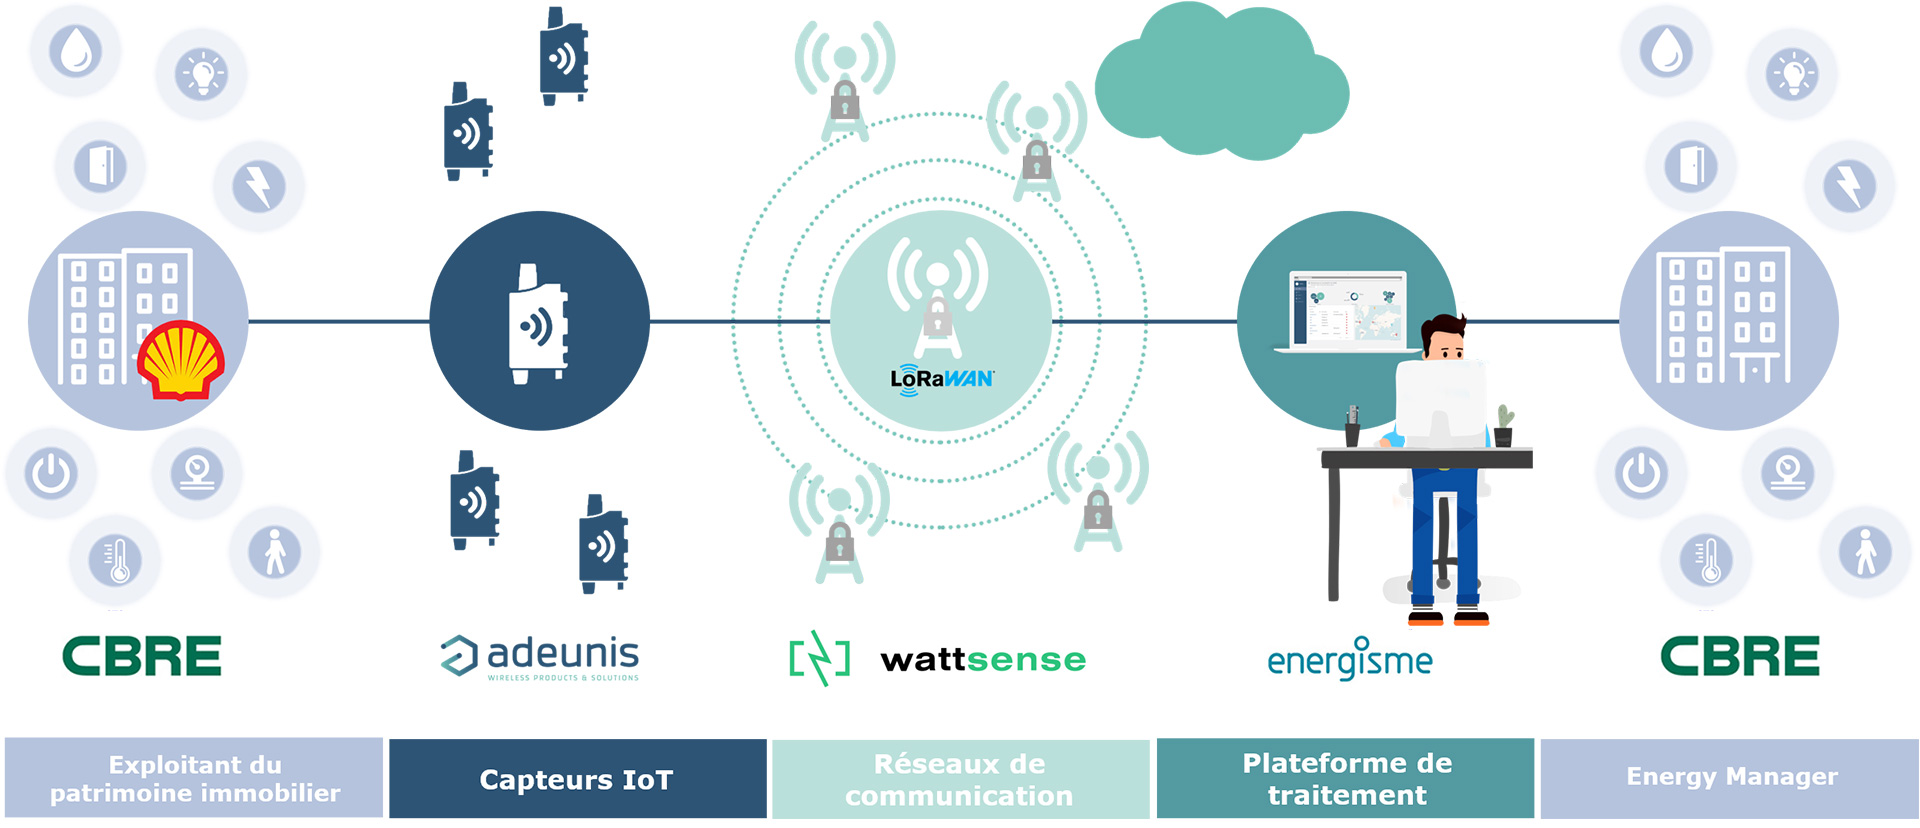 LoRaWAN
CBRE
adeunis
WIRELESS PRODUCTS & SOLUTIONS
wattsense
energisme
CBRE
Exploitant du
patrimoine immobilier
Capteurs IoT
Réseaux de
communication
Plateforme de
traitement
Energy Manager